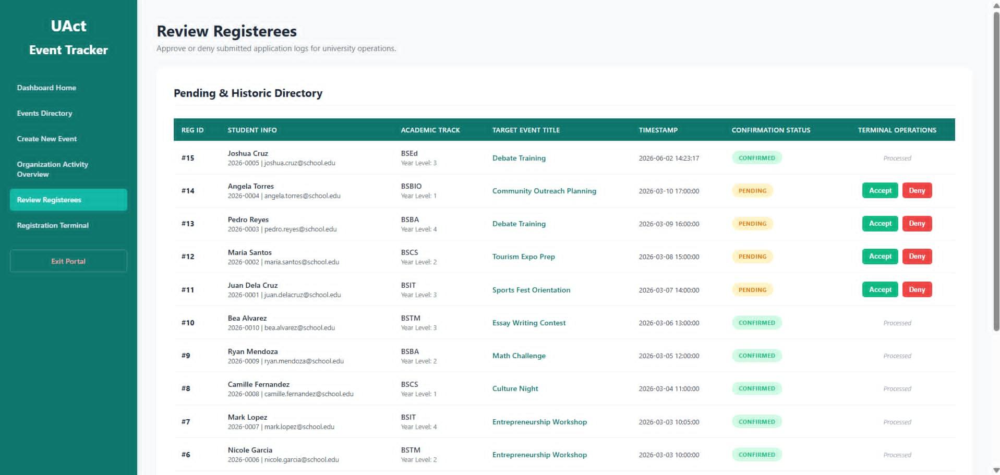 UAct
Event Tracker
Dashboard Home
Events Directory
Create New Event
Organization Activity
Overview
Review Registerees
Registration Terminal
Exit Portal
Review Registerees
Approve or deny submitted application logs for university operations.
Pending & Historic Directory
REG ID STUDENT INFO ACADEMIC TRACK TARGET EVENT TITLE TIMESTAMP CONFIRMATION STATUS TERMINAL OPERATIONS
#15 Joshua Cruz BSEd Debate Training 2026-06-02 14:23:17 CONFIRMED Processed
2026-0005 | joshua.cruz@school.edu Year Level: 3
#14 Angela Torres BSBIO Community Outreach Planning 2026-03-10 17:00:00 PENDING Accept Deny
2026-0004 | angela.torres@school.edu Year Level: 1
#13 Pedro Reyes BSBA Debate Training 2026-03-09 16:00:00 PENDING Accept Deny
2026-0003 | pedro.reyes@school.edu Year Level: 4
#12 Maria Santos BSCS Tourism Expo Prep 2026-03-08 15:00:00 PENDING Accept Deny
2026-0002 | maria.santos@school.edu Year Level: 2
#11 Juan Dela Cruz BSIT Sports Fest Orientation 2026-03-07 14:00:00 PENDING Accept Deny
2026-0001 | juan.delacruz@school.edu Year Level: 3
#10 Bea Alvarez BSTM Essay Writing Contest 2026-03-06 13:00:00 CONFIRMED Processed
2026-0010 | bea.alvarez@school.edu Year Level: 3
#9 Ryan Mendoza BSBA Math Challenge 2026-03-05 12:00:00 CONFIRMED Processed
2026-0009 | ryan.mendoza@school.edu Year Level: 2
#8 Camille Fernandez BSCS Culture Night 2026-03-04 11:00:00 CONFIRMED Processed
2026-0008 | camille.fernandez@school.edu Year Level: 1
#7 Mark Lopez BSIT Entrepreneurship Workshop 2026-03-03 10:05:00 CONFIRMED Processed
2026-0007 | mark.lopez@school.edu Year Level: 4
#6 Nicole Garcia BSTM Entrepreneurship Workshop 2026-03-03 10:00:00 CONFIRMED Processed
2026-0006 | nicole.garcia@school.edu Year Level: 2